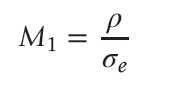 M₁ = ρ / σₑ